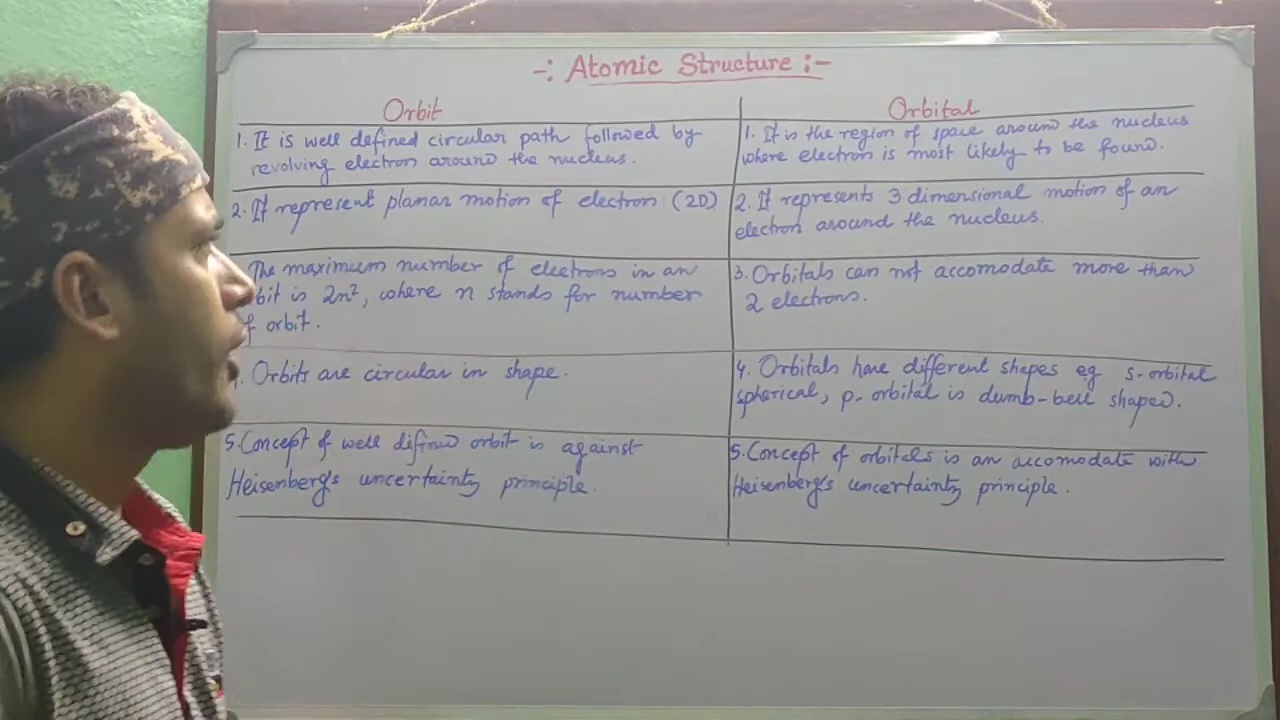 -: Atomic Structure :-
Orbit
1. It is well defined circular path followed by
revolving electron around the nucleus.
2. It represent planar motion of electron (2D)
The maximum number of electrons in an
bit is 2n², where n stands for number
f orbit.
4. Orbits are circular in shape.
5. Concept of well difined orbit is against
Heisenberg's uncertainty principle.
Orbital
1. It is the region of space around the nucleus
where electron is most likely to be found.
2. It represents 3 dimensional motion of an
electron around the nucleus.
3. Orbitals can not accomodate more than
2 electrons.
4. Orbitals have different shapes eg s-orbital
spherical, p-orbital is dumb-bell shaped.
5. Concept of orbitals is an accomodate with
Heisenberg's uncertainty principle.